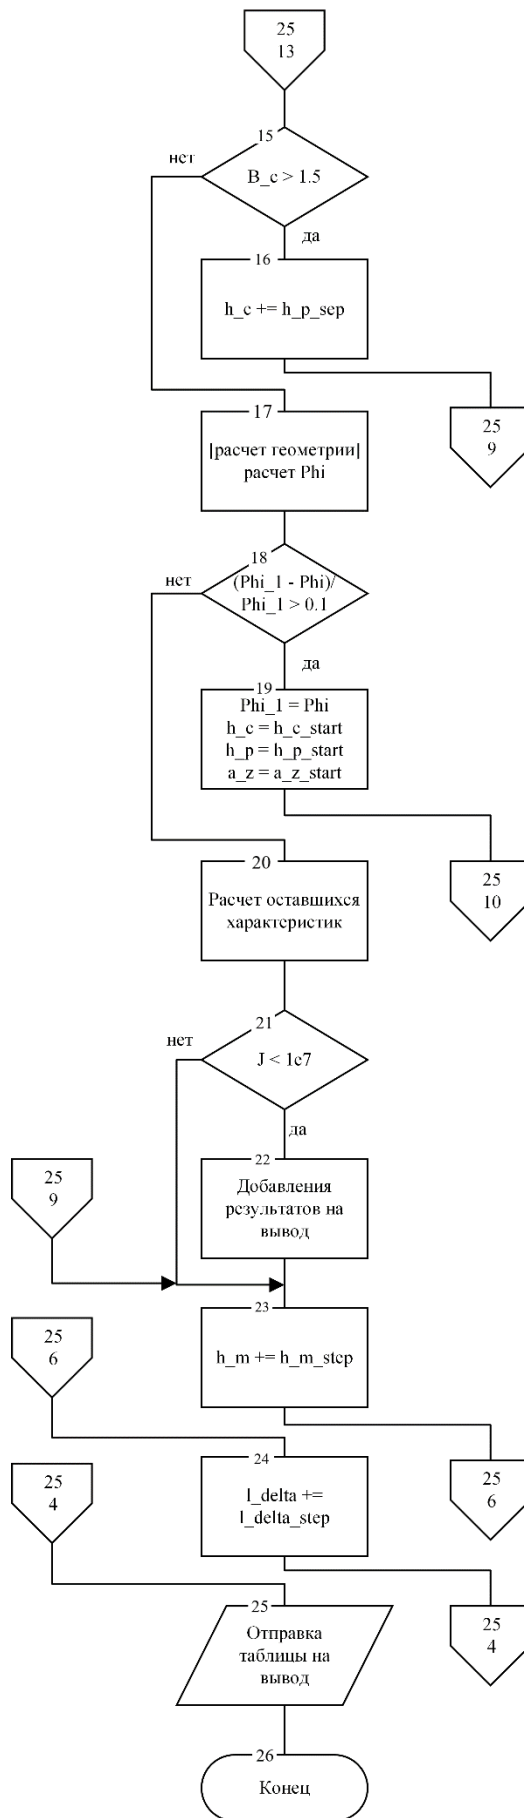 25
13
15
нет
B_c > 1.5
да
16
h_c += h_p_sep
17
25
9
[расчет геометрии]
расчет Phi
18
нет
(Phi_1 - Phi)/
Phi_1 > 0.1
да
19
Phi_1 = Phi
h_c = h_c_start
h_p = h_p_start
a_z = a_z_start
20
25
10
Расчет оставшихся
характеристик
21
нет
J < 1e7
да
22
25
9
Добавления
результатов на
вывод
23
25
6
h_m += h_m_step
24
25
4
25
6
l_delta +=
l_delta_step
25
25
4
Отправка
таблицы на
вывод
26
Конец